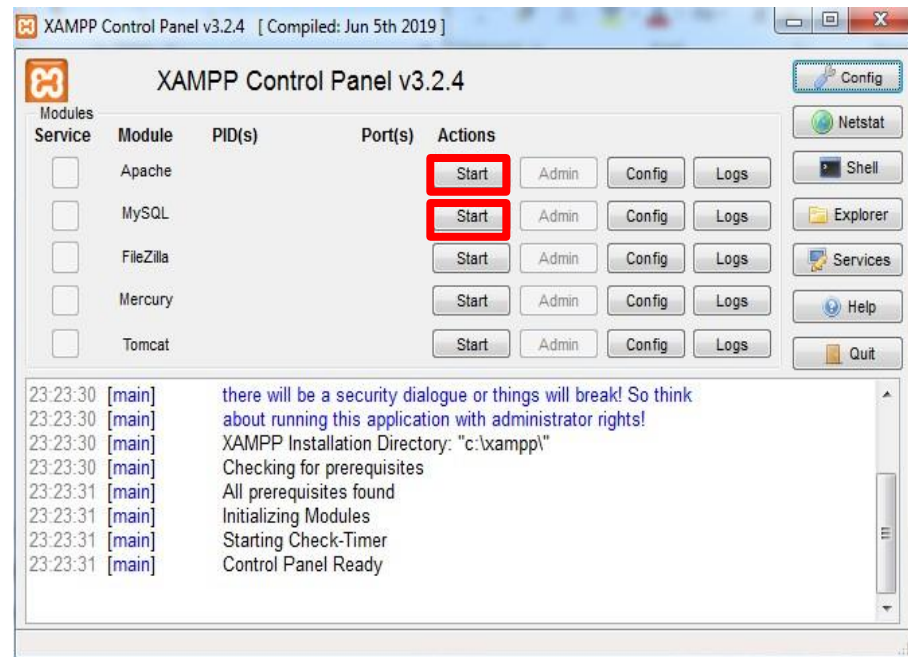 XAMPP Control Panel v3.2.4 [ Compiled: Jun 5th 2019 ]
XAMPP Control Panel v3.2.4
Config
Modules
Service Module PID(s) Port(s) Actions
Netstat
Apache Start Admin Config Logs
Shell
MySQL Start Admin Config Logs
Explorer
FileZilla Start Admin Config Logs
Services
Mercury Start Admin Config Logs
Help
Tomcat Start Admin Config Logs
Quit
23:23:30 [main] there will be a security dialogue or things will break! So think
23:23:30 [main] about running this application with administrator rights!
23:23:30 [main] XAMPP Installation Directory: "c:\xampp\"
23:23:30 [main] Checking for prerequisites
23:23:31 [main] All prerequisites found
23:23:31 [main] Initializing Modules
23:23:31 [main] Starting Check-Timer
23:23:31 [main] Control Panel Ready